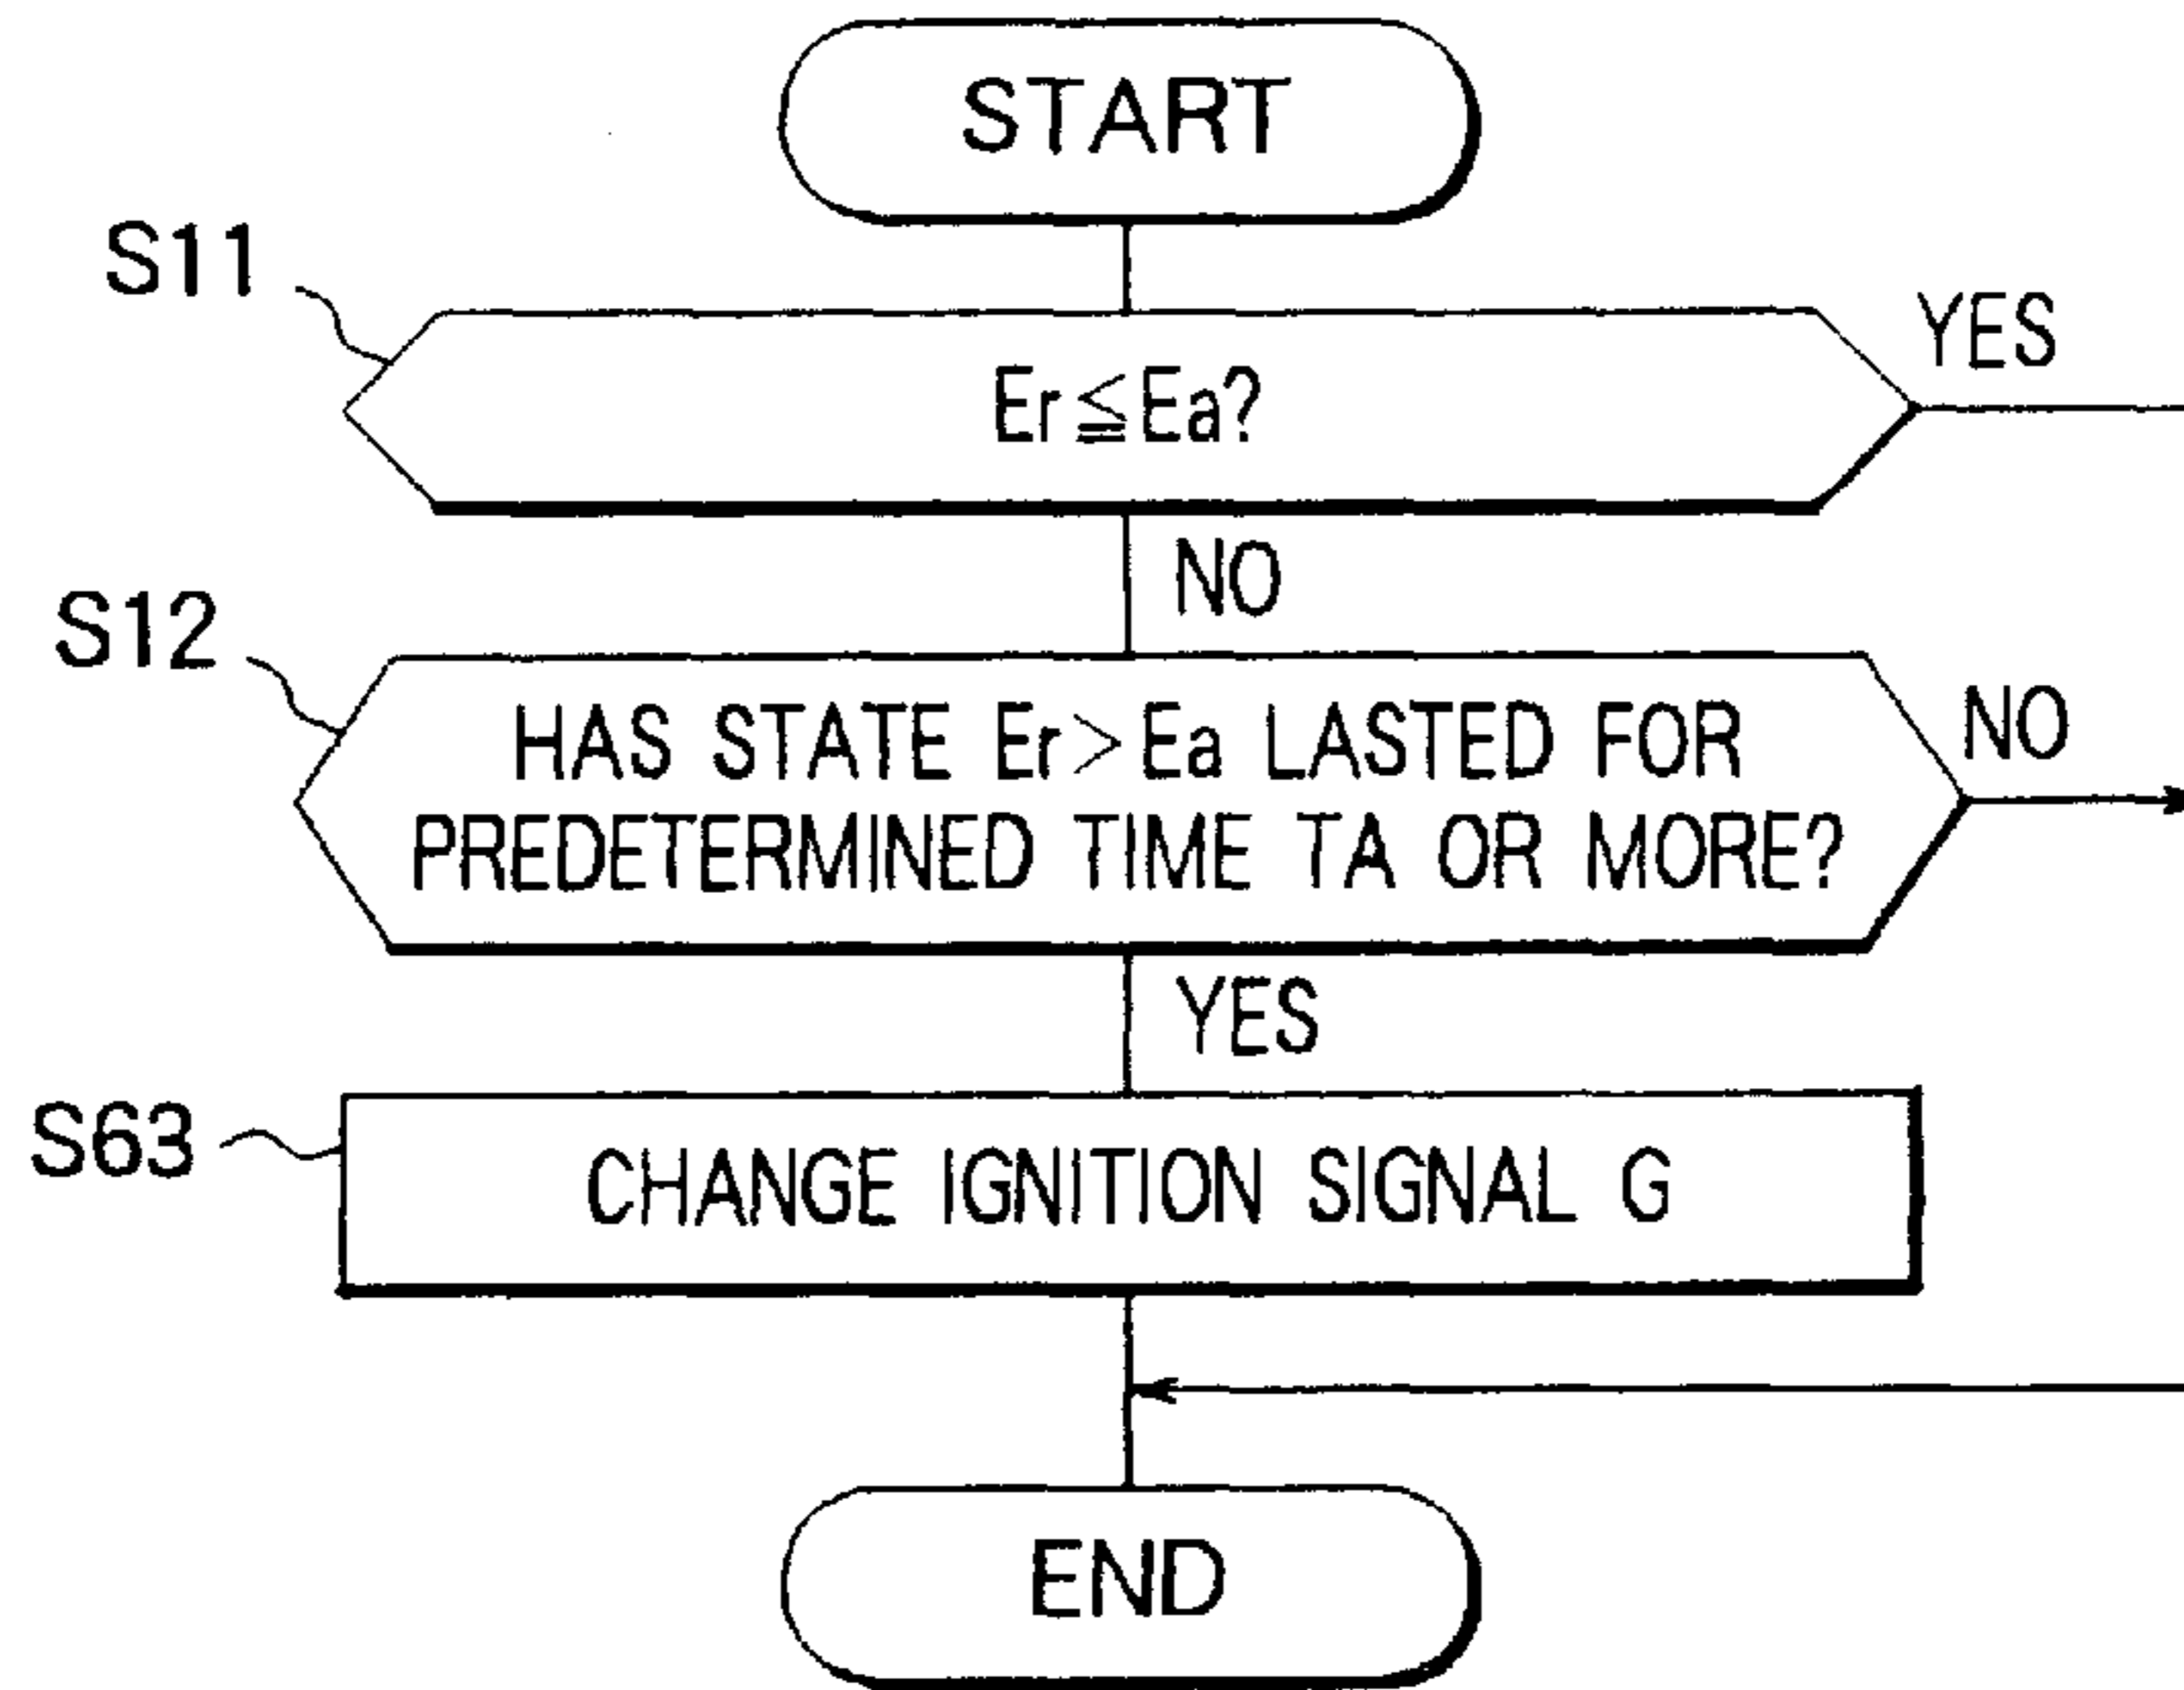 START
S11
Er≦Ea?
YES
NO
S12
HAS STATE Er>Ea LASTED FOR
PREDETERMINED TIME TA OR MORE?
NO
YES
S63
CHANGE IGNITION SIGNAL G
END